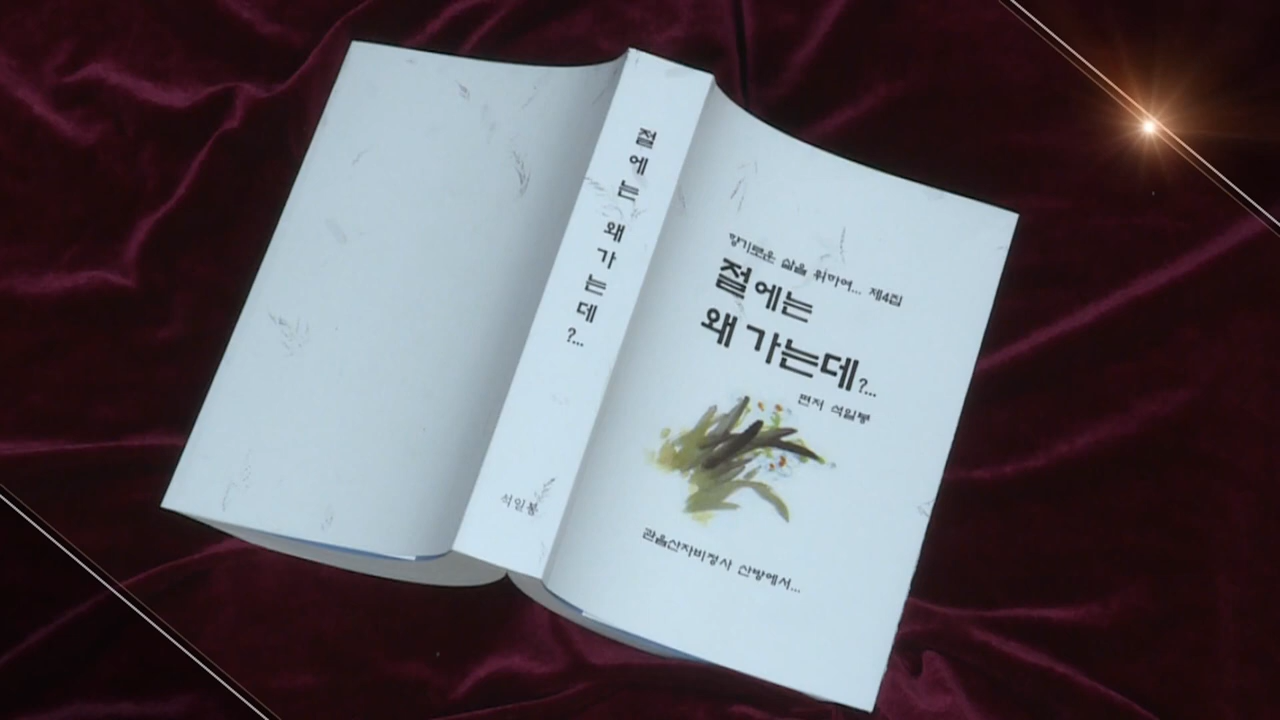 절에는 왜 가는데?...
석일봉
향기로운 삶을 위하여... 제4집
절에는
왜 가는데?...
편저 석일봉
관음산자비정사 산방에서...